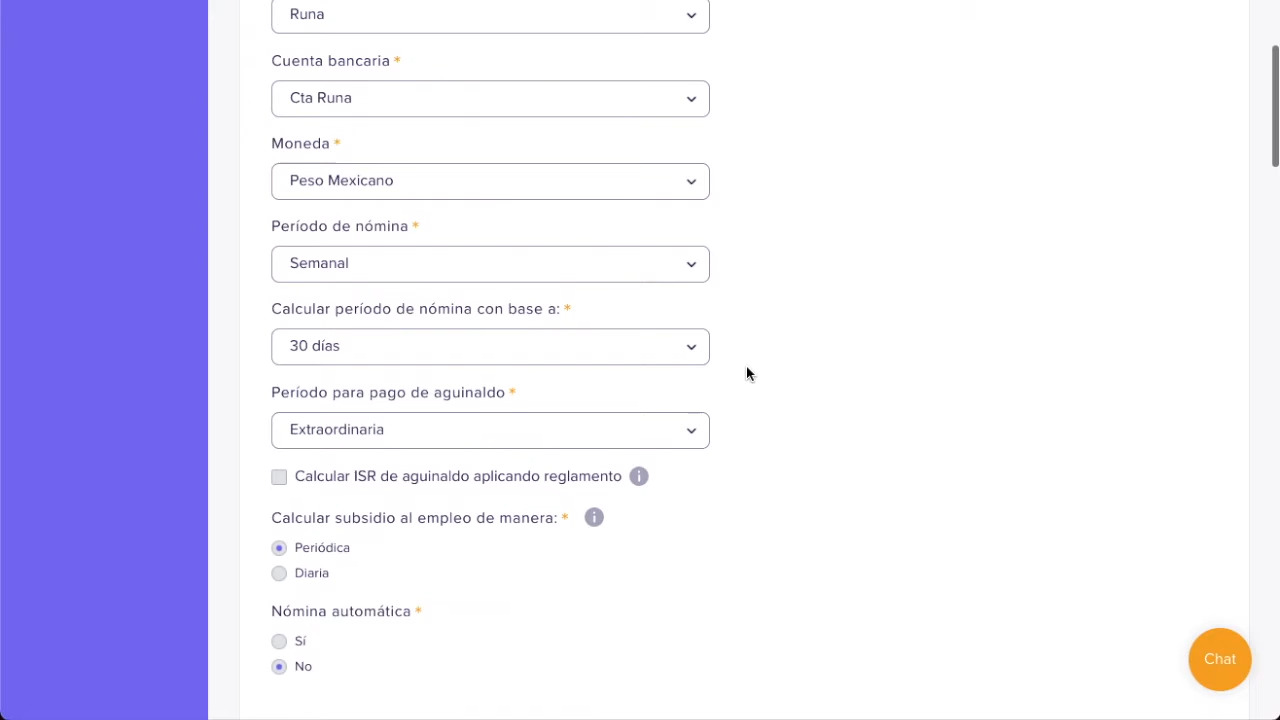 Runa
Cuenta bancaria *
Cta Runa
Moneda *
Peso Mexicano
Período de nómina *
Semanal
Calcular período de nómina con base a: *
30 días
Período para pago de aguinaldo *
Extraordinaria
Calcular ISR de aguinaldo aplicando reglamento i
Calcular subsidio al empleo de manera: * i
Periódica
Diaria
Nómina automática *
Sí
No
Chat